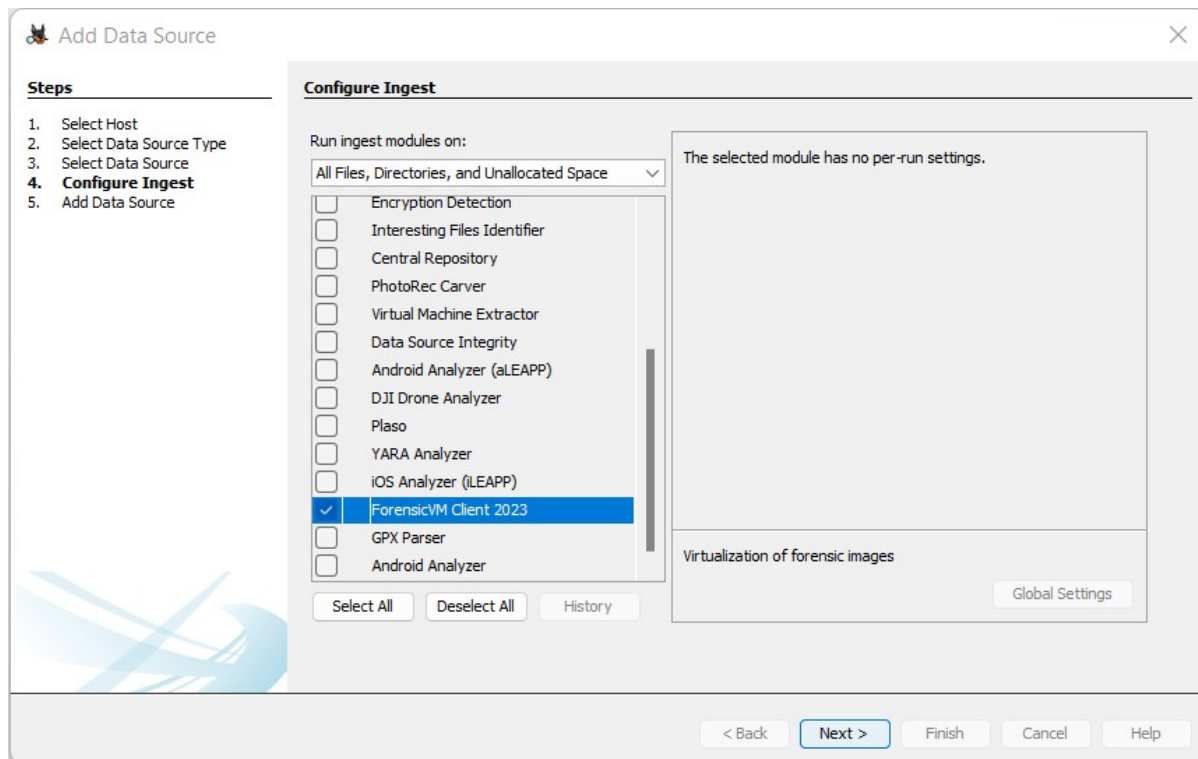 Add Data Source
Steps
1. Select Host
2. Select Data Source Type
3. Select Data Source
4. Configure Ingest
5. Add Data Source
Configure Ingest
Run ingest modules on:
All Files, Directories, and Unallocated Space
Encryption Detection
Interesting Files Identifier
Central Repository
PhotoRec Carver
Virtual Machine Extractor
Data Source Integrity
Android Analyzer (aLEAPP)
DJI Drone Analyzer
Plaso
YARA Analyzer
iOS Analyzer (iLEAPP)
ForensicVM Client 2023
GPX Parser
Android Analyzer
Select All Deselect All History
The selected module has no per-run settings.
Virtualization of forensic images
Global Settings
< Back Next > Finish Cancel Help